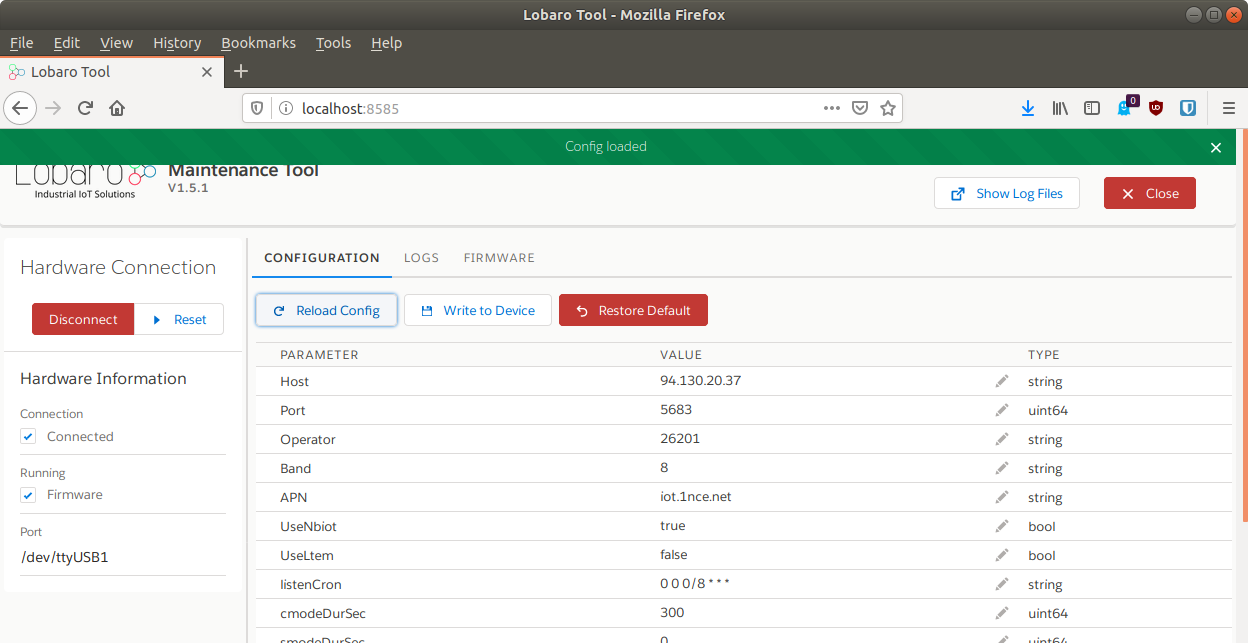 Lobaro Tool - Mozilla Firefox
File Edit View History Bookmarks Tools Help
Lobaro Tool
localhost:8585
0
Config loaded
Lobaro Maintenance Tool
Industrial IoT Solutions V1.5.1
Show Log Files Close
Hardware Connection
Disconnect Reset
Hardware Information
Connection
Connected
Running
Firmware
Port
/dev/ttyUSB1
CONFIGURATION LOGS FIRMWARE
Reload Config Write to Device Restore Default
PARAMETER VALUE TYPE
Host 94.130.20.37 string
Port 5683 uint64
Operator 26201 string
Band 8 string
APN iot.1nce.net string
UseNbiot true bool
UseLtem false bool
listenCron 0 0 0/8 * * * string
cmodeDurSec 300 uint64
smodeDurSec 0 uint64